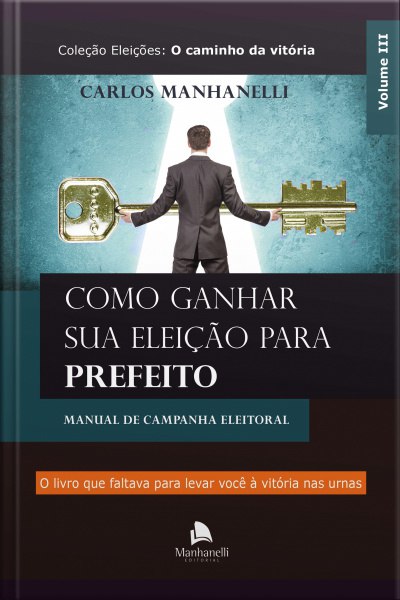 Coleção Eleições: O caminho da vitória
Volume III
CARLOS MANHANELLI
COMO GANHAR
SUA ELEIÇÃO PARA
PREFEITO
MANUAL DE CAMPANHA ELEITORAL
O livro que faltava para levar você à vitória nas urnas
Manhanelli
EDITORIAL